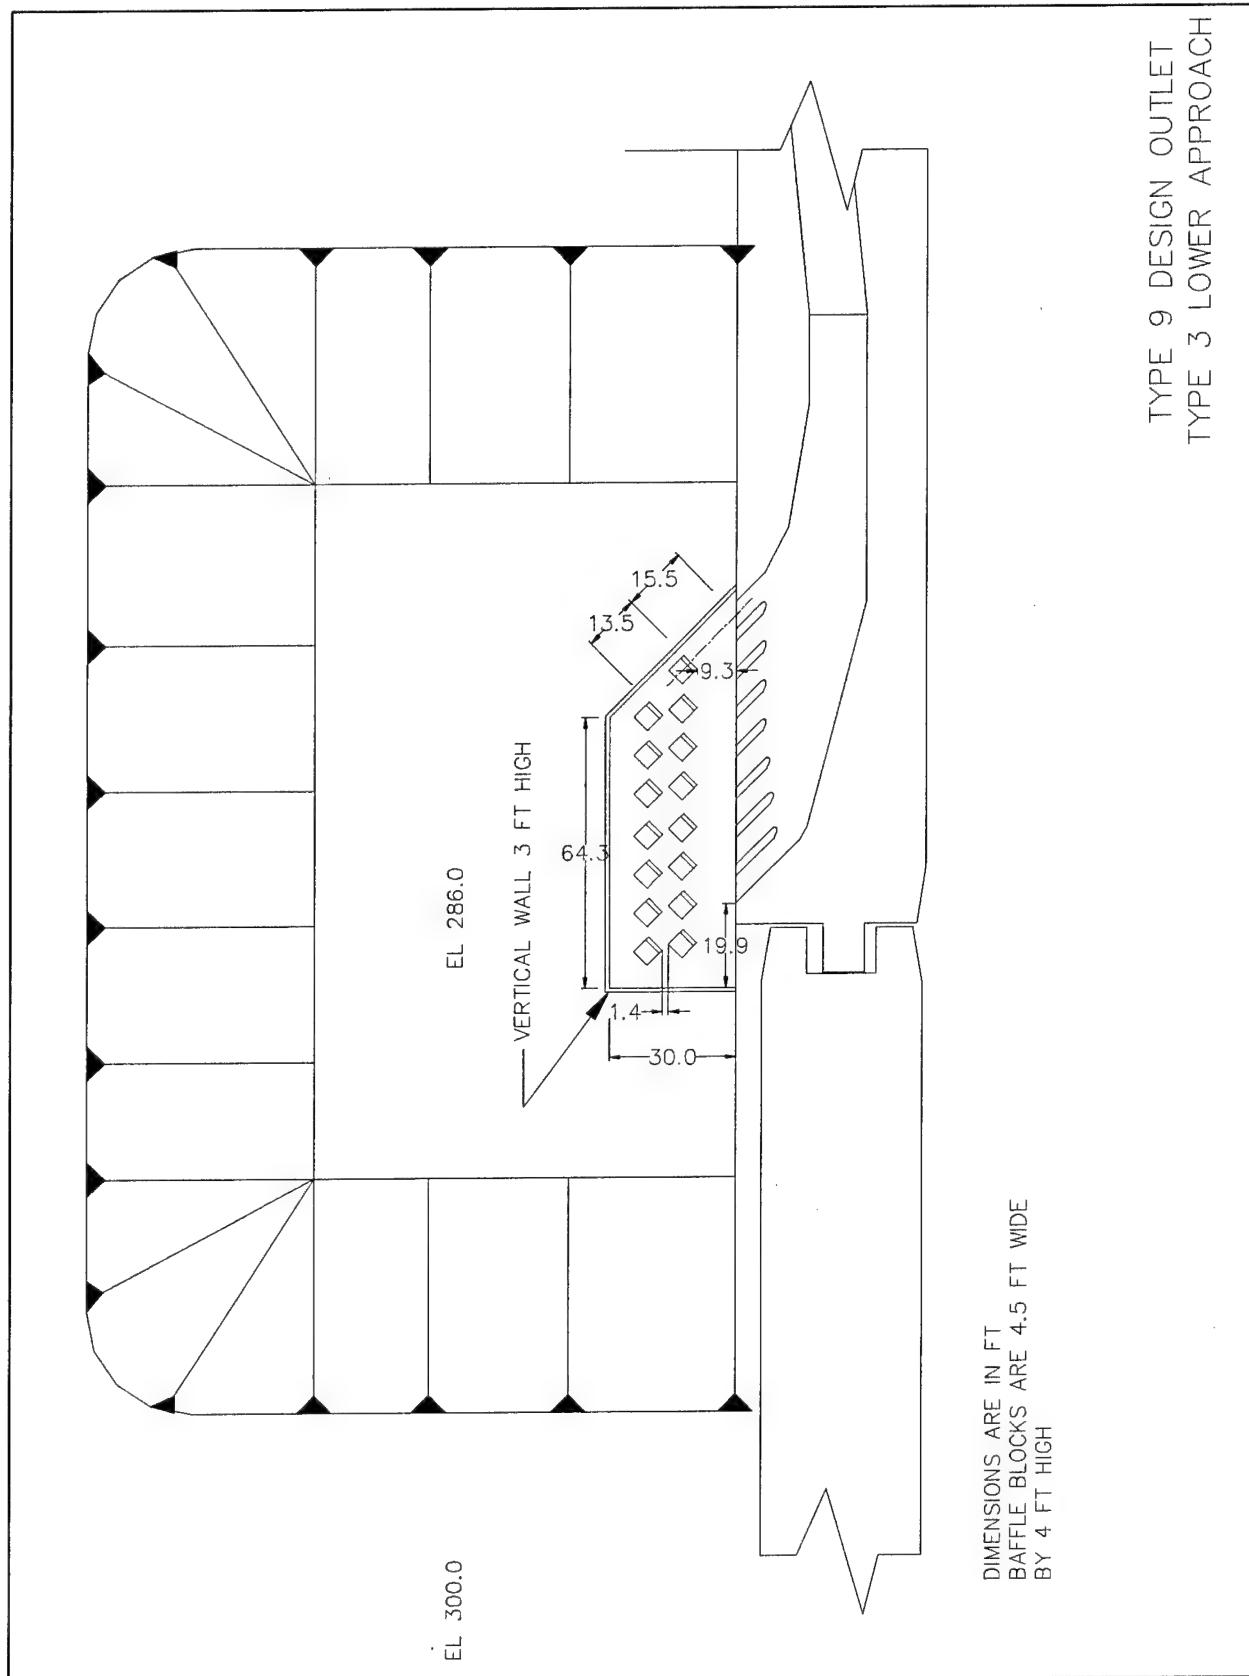 TYPE 9 DESIGN OUTLET
TYPE 3 LOWER APPROACH
15.5
13.5
9.3
VERTICAL WALL 3 FT HIGH
64.3
EL 286.0
19.9
1.4
30.0
EL 300.0
DIMENSIONS ARE IN FT
BAFFLE BLOCKS ARE 4.5 FT WIDE
BY 4 FT HIGH